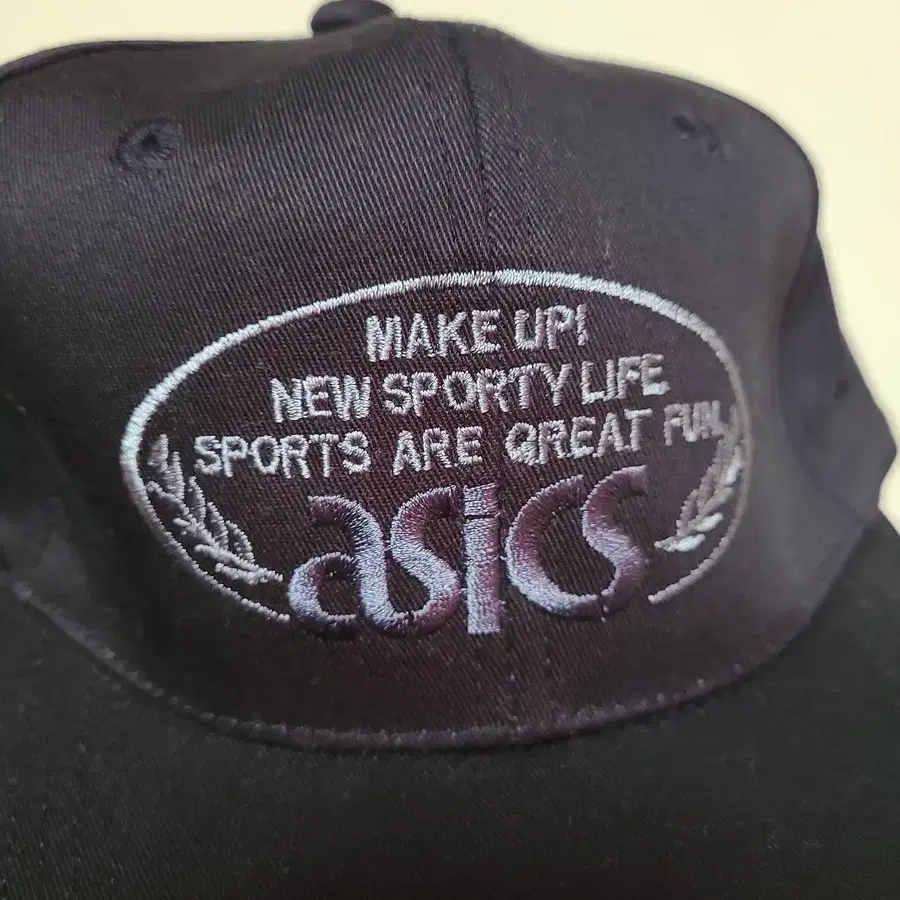 MAKE UP!
NEW SPORTY LIFE
SPORTS ARE GREAT FUN.
asics